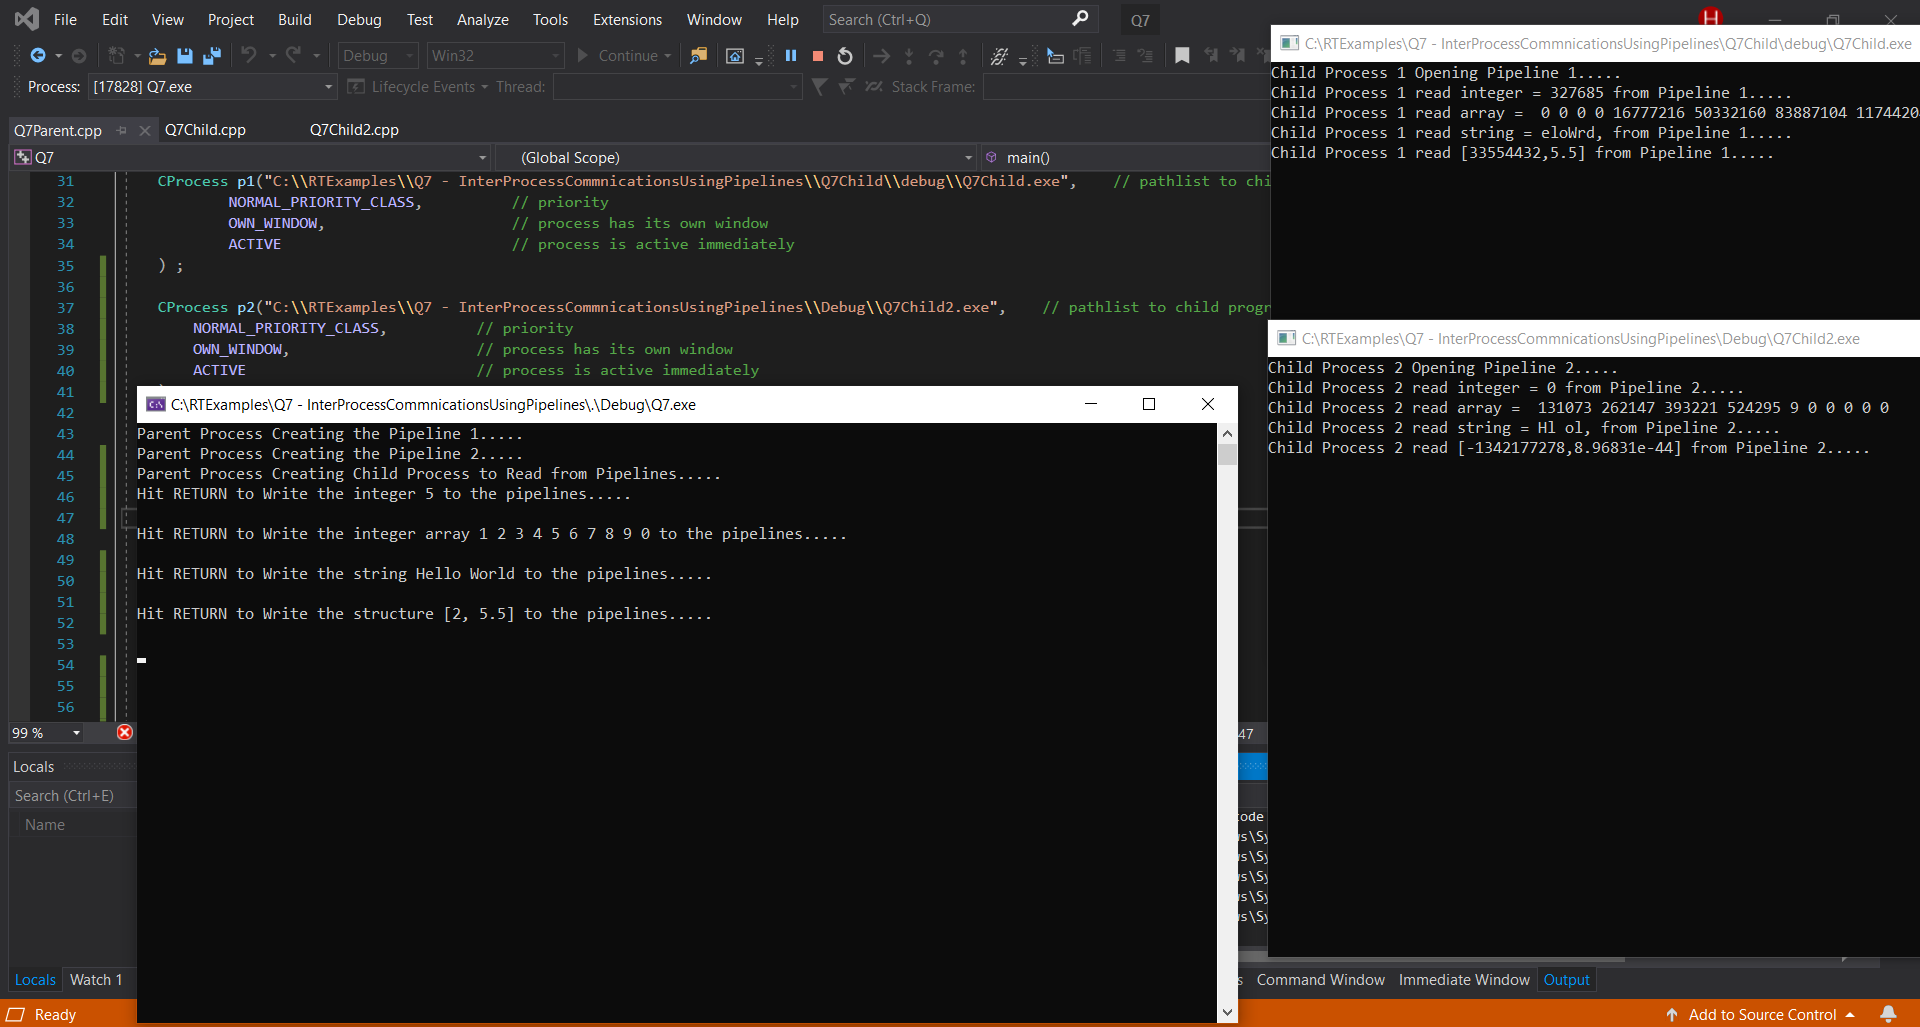 File Edit View Project Build Debug Test Analyze Tools Extensions Window Help Search (Ctrl+Q) Q7
H
Debug Win32 Continue
Process: [17828] Q7.exe Lifecycle Events Thread: Stack Frame:
Q7Parent.cpp Q7Child.cpp Q7Child2.cpp
Q7 (Global Scope) main()
31 CProcess p1("C:\\RTExamples\\Q7 - InterProcessCommnicationsUsingPipelines\\Q7Child\\debug\\Q7Child.exe", // pathlist to chi
32 NORMAL_PRIORITY_CLASS, // priority
33 OWN_WINDOW, // process has its own window
34 ACTIVE // process is active immediately
35 ) ;
36
37 CProcess p2("C:\\RTExamples\\Q7 - InterProcessCommnicationsUsingPipelines\\Debug\\Q7Child2.exe", // pathlist to child progr
38 NORMAL_PRIORITY_CLASS, // priority
39 OWN_WINDOW, // process has its own window
40 ACTIVE // process is active immediately
41
42
43
44
45
46
47
48
49
50
51
52
53
54
55
56
99 %
47
Locals
Search (Ctrl+E)
Name
Locals Watch 1
Ready
C:\RTExamples\Q7 - InterProcessCommnicationsUsingPipelines\.\Debug\Q7.exe
Parent Process Creating the Pipeline 1.....
Parent Process Creating the Pipeline 2.....
Parent Process Creating Child Process to Read from Pipelines.....
Hit RETURN to Write the integer 5 to the pipelines.....
Hit RETURN to Write the integer array 1 2 3 4 5 6 7 8 9 0 to the pipelines.....
Hit RETURN to Write the string Hello World to the pipelines.....
Hit RETURN to Write the structure [2, 5.5] to the pipelines.....
C:\RTExamples\Q7 - InterProcessCommnicationsUsingPipelines\Q7Child\debug\Q7Child.exe
Child Process 1 Opening Pipeline 1.....
Child Process 1 read integer = 327685 from Pipeline 1.....
Child Process 1 read array = 0 0 0 0 16777216 50332160 83887104 1174420
Child Process 1 read string = eloWrd, from Pipeline 1.....
Child Process 1 read [33554432,5.5] from Pipeline 1.....
C:\RTExamples\Q7 - InterProcessCommnicationsUsingPipelines\Debug\Q7Child2.exe
Child Process 2 Opening Pipeline 2.....
Child Process 2 read integer = 0 from Pipeline 2.....
Child Process 2 read array = 131073 262147 393221 524295 9 0 0 0 0 0
Child Process 2 read string = Hl ol, from Pipeline 2.....
Child Process 2 read [-1342177278,8.96831e-44] from Pipeline 2.....
code
ws\Sy
ws\Sy
ws\Sy
ws\Sy
ws\Sy
s Command Window Immediate Window Output
Add to Source Control